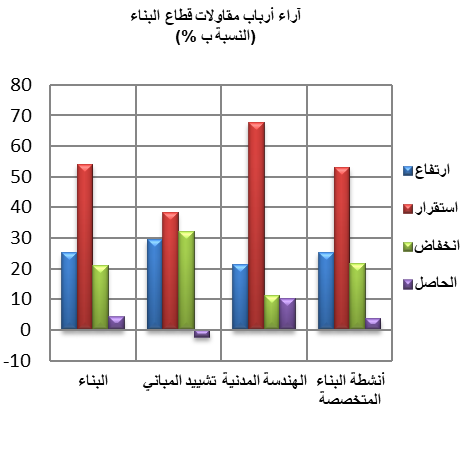 آراء أرباب مقاولات قطاع البناء
(النسبة ب %)
80
70
60
50
40
30
20
10
0
-10
ارتفاع
استقرار
انخفاض
الحاصل
البناء
تشييد المباني
الهندسة المدنية
أنشطة البناء
المتخصصة